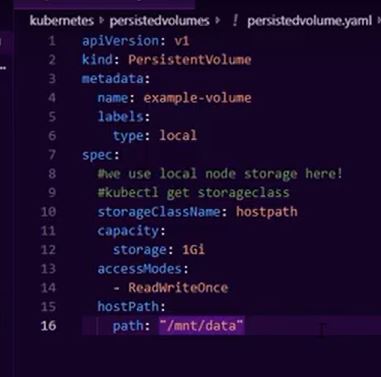 kubernetes > persistedvolumes > ! persistedvolume.yaml
1 apiVersion: v1
2 kind: PersistentVolume
3 metadata:
4   name: example-volume
5   labels:
6     type: local
7 spec:
8   #we use local node storage here!
9   #kubectl get storageclass
10   storageClassName: hostpath
11   capacity:
12     storage: 1Gi
13   accessModes:
14     - ReadWriteOnce
15   hostPath:
16     path: "/mnt/data"